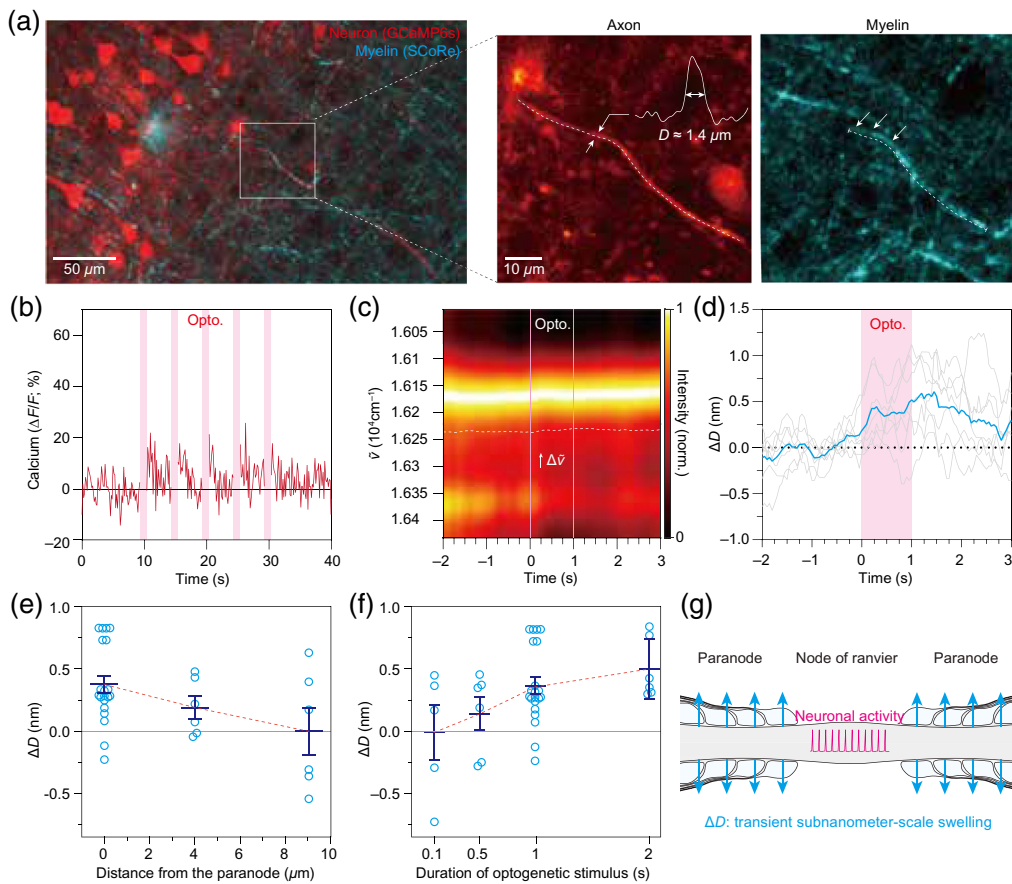 (a)
Neuron (GCaMP6s)
Myelin (SCoRe)
50 µm
Axon
D ≈ 1.4 µm
10 µm
Myelin
(b)
Opto.
Calcium (ΔF/F; %)
60
40
20
0
−20
0
10
20
30
40
Time (s)
(c)
Opto.
ṽ (10⁴cm⁻¹)
1.605
1.61
1.615
1.62
1.625
1.63
1.635
1.64
↑ Δṽ
−2
−1
0
1
2
3
Time (s)
1
Intensity (norm.)
0
(d)
Opto.
ΔD (nm)
1.5
1.0
0.5
0.0
−0.5
−1.0
−2
−1
0
1
2
3
Time (s)
(e)
ΔD (nm)
1.0
0.5
0.0
−0.5
0
2
4
6
8
10
Distance from the paranode (µm)
(f)
ΔD (nm)
1.0
0.5
0.0
−0.5
0.1
0.5
1
2
Duration of optogenetic stimulus (s)
(g)
Paranode Node of ranvier Paranode
Neuronal activity
ΔD: transient subnanometer-scale swelling